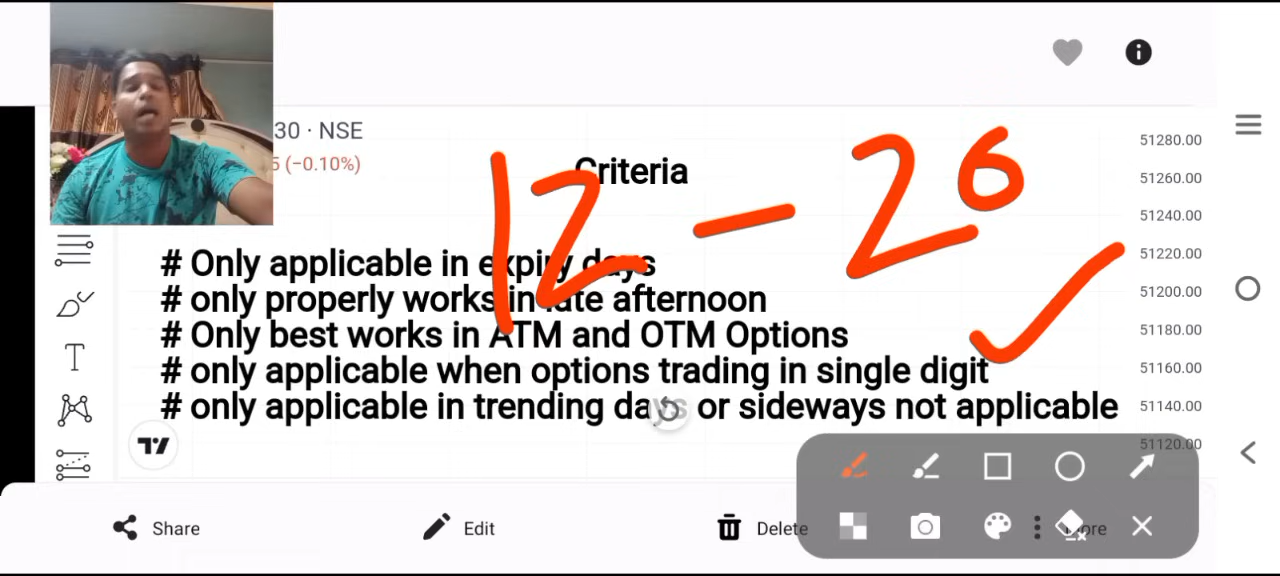 30 · NSE
5 (−0.10%)
Criteria
12 - 26
# Only applicable in expiry days
# only properly works in late afternoon
# Only best works in ATM and OTM Options
# only applicable when options trading in single digit
# only applicable in trending days or sideways not applicable
51280.00
51260.00
51240.00
51220.00
51200.00
51180.00
51160.00
51140.00
51120.00
Share
Edit
Delete
More